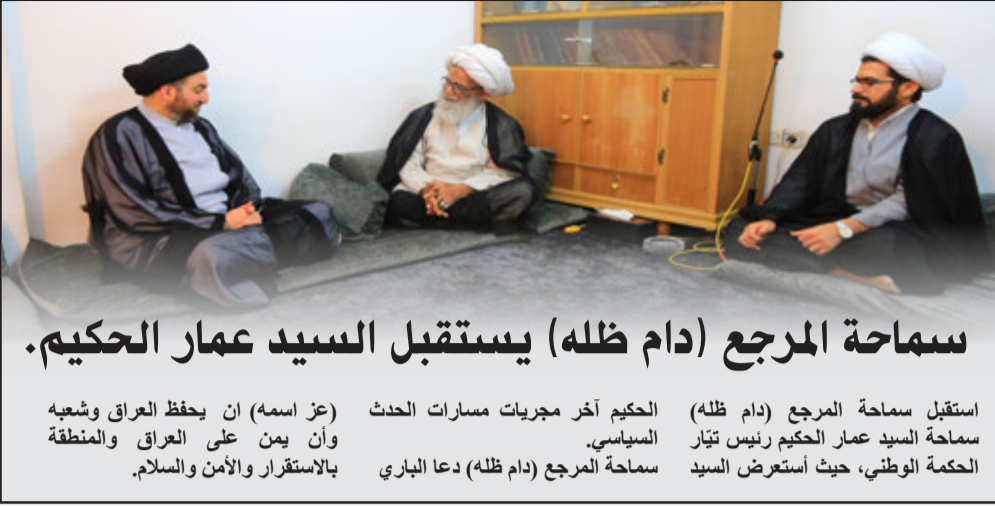 سماحة المرجع (دام ظله) يستقبل السيد عمار الحكيم.
استقبل سماحة المرجع (دام ظله)
سماحة السيد عمار الحكيم رئيس تيّار
الحكمة الوطني، حيث أستعرض السيد
الحكيم آخر مجريات مسارات الحدث
السياسي.
سماحة المرجع (دام ظله) دعا الباري
(عز اسمه) ان يحفظ العراق وشعبه
وأن يمن على العراق والمنطقة
بالاستقرار والأمن والسلام.